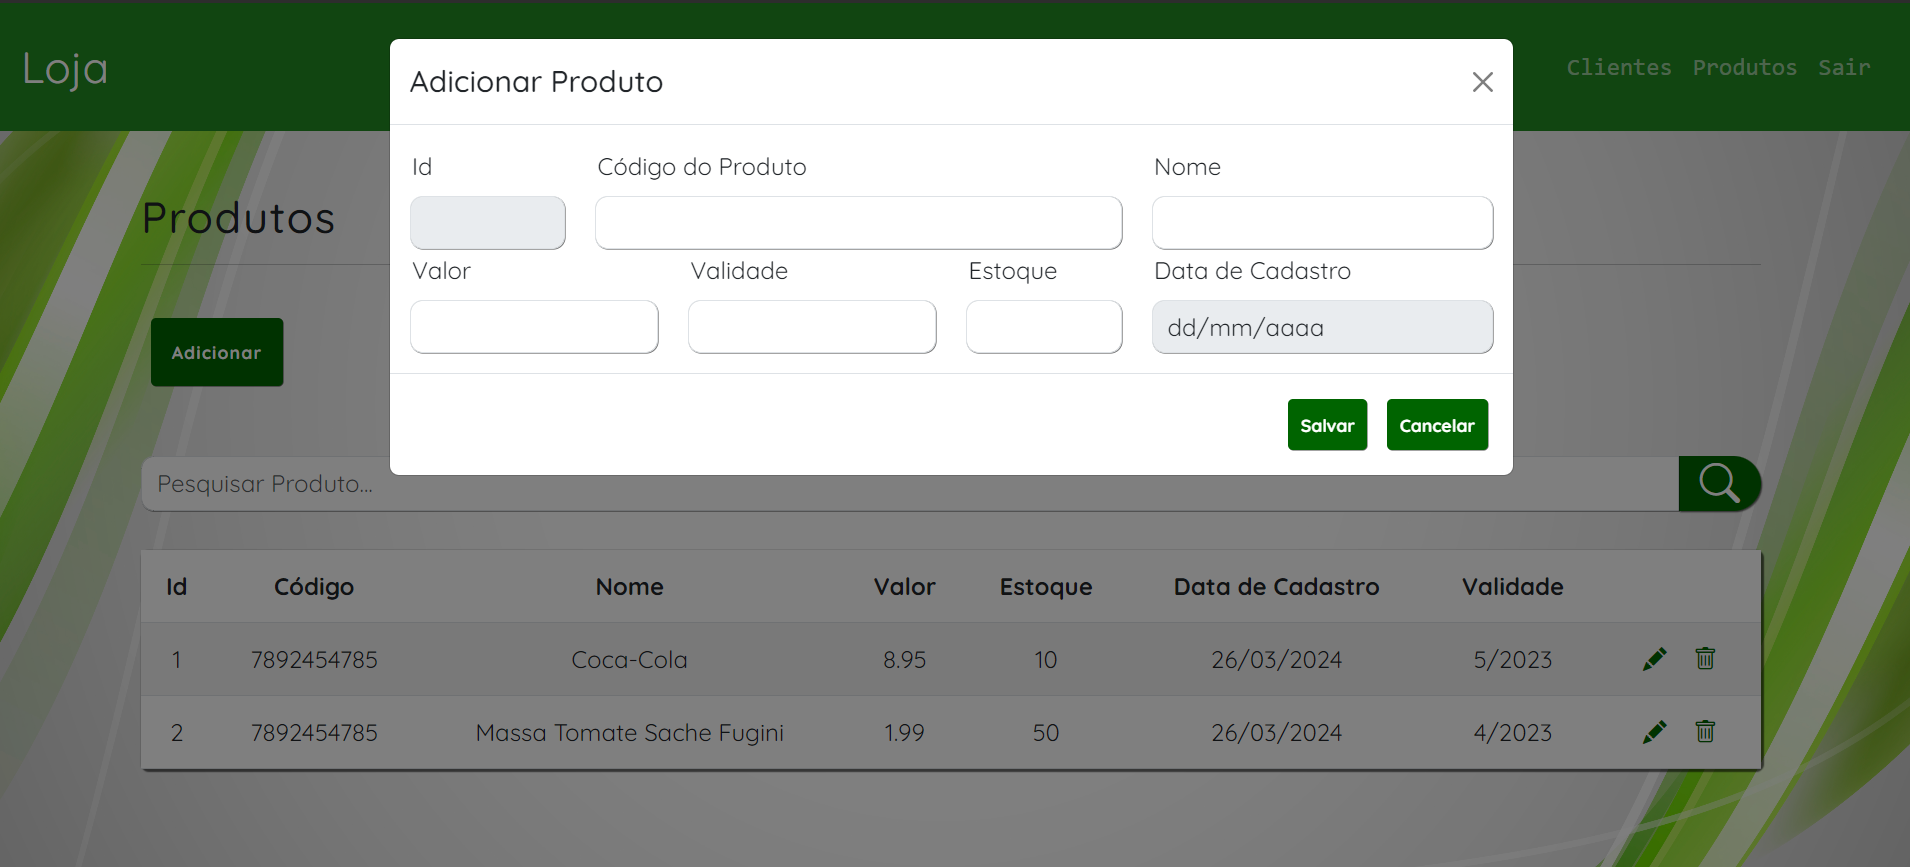 Loja
Clientes Produtos Sair
Adicionar Produto
Id Código do Produto Nome
Valor Validade Estoque Data de Cadastro
dd/mm/aaaa
Salvar Cancelar
Produtos
Adicionar
Pesquisar Produto...
Id Código Nome Valor Estoque Data de Cadastro Validade
1 7892454785 Coca-Cola 8.95 10 26/03/2024 5/2023
2 7892454785 Massa Tomate Sache Fugini 1.99 50 26/03/2024 4/2023